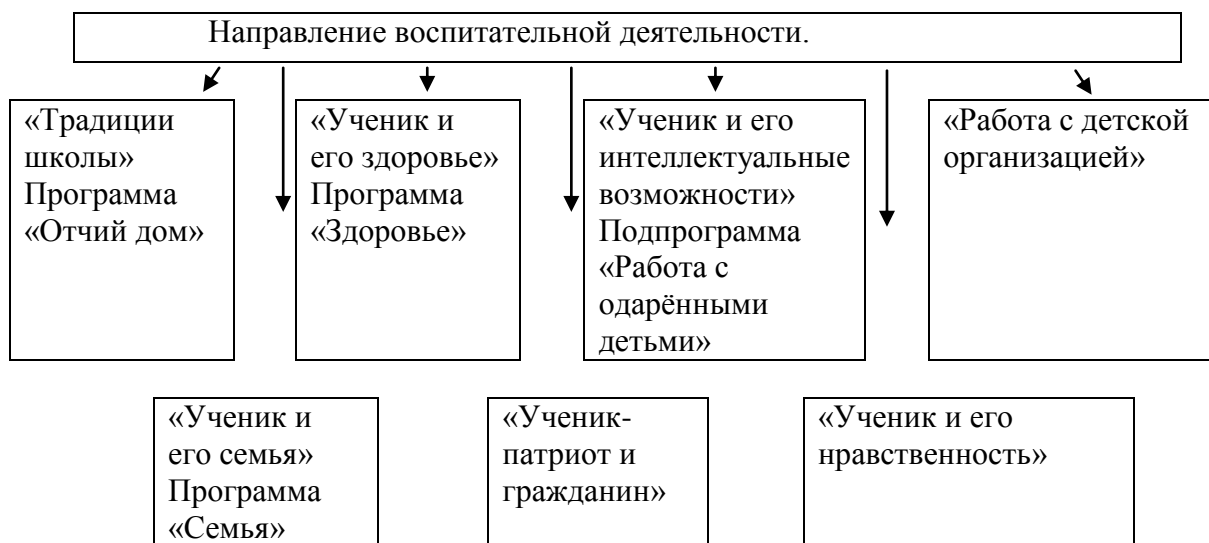 Направление воспитательной деятельности.
«Традиции
школы»
Программа
«Отчий дом»
«Ученик и
его здоровье»
Программа
«Здоровье»
«Ученик и его
интеллектуальные
возможности»
Подпрограмма
«Работа с
одарёнными
детьми»
«Работа с детской
организацией»
«Ученик и
его семья»
Программа
«Семья»
«Ученик-
патриот и
гражданин»
«Ученик и его
нравственность»